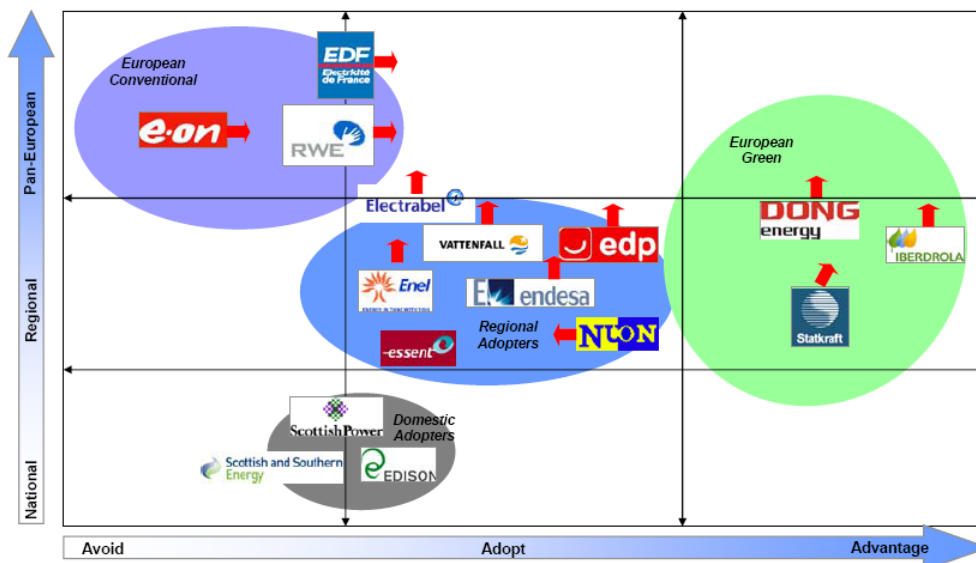 Pan-European
Regional
National
European
Conventional
EDF
Electricité
de France
e·on
RWE
European
Green
Electrabel
VATTENFALL
edp
DONG
energy
IBERDROLA
Enel
endesa
Statkraft
Regional
Adopters
NUON
essent
ScottishPower
Domestic
Adopters
Scottish and Southern
Energy
EDISON
Avoid
Adopt
Advantage